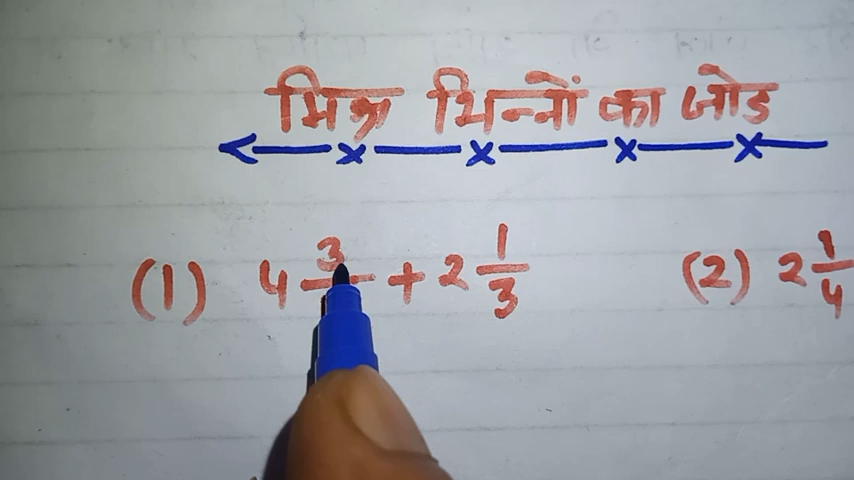 मिश्र भिन्नों का जोड
(1) 4 3/ + 2 1/3 (2) 2 1/4